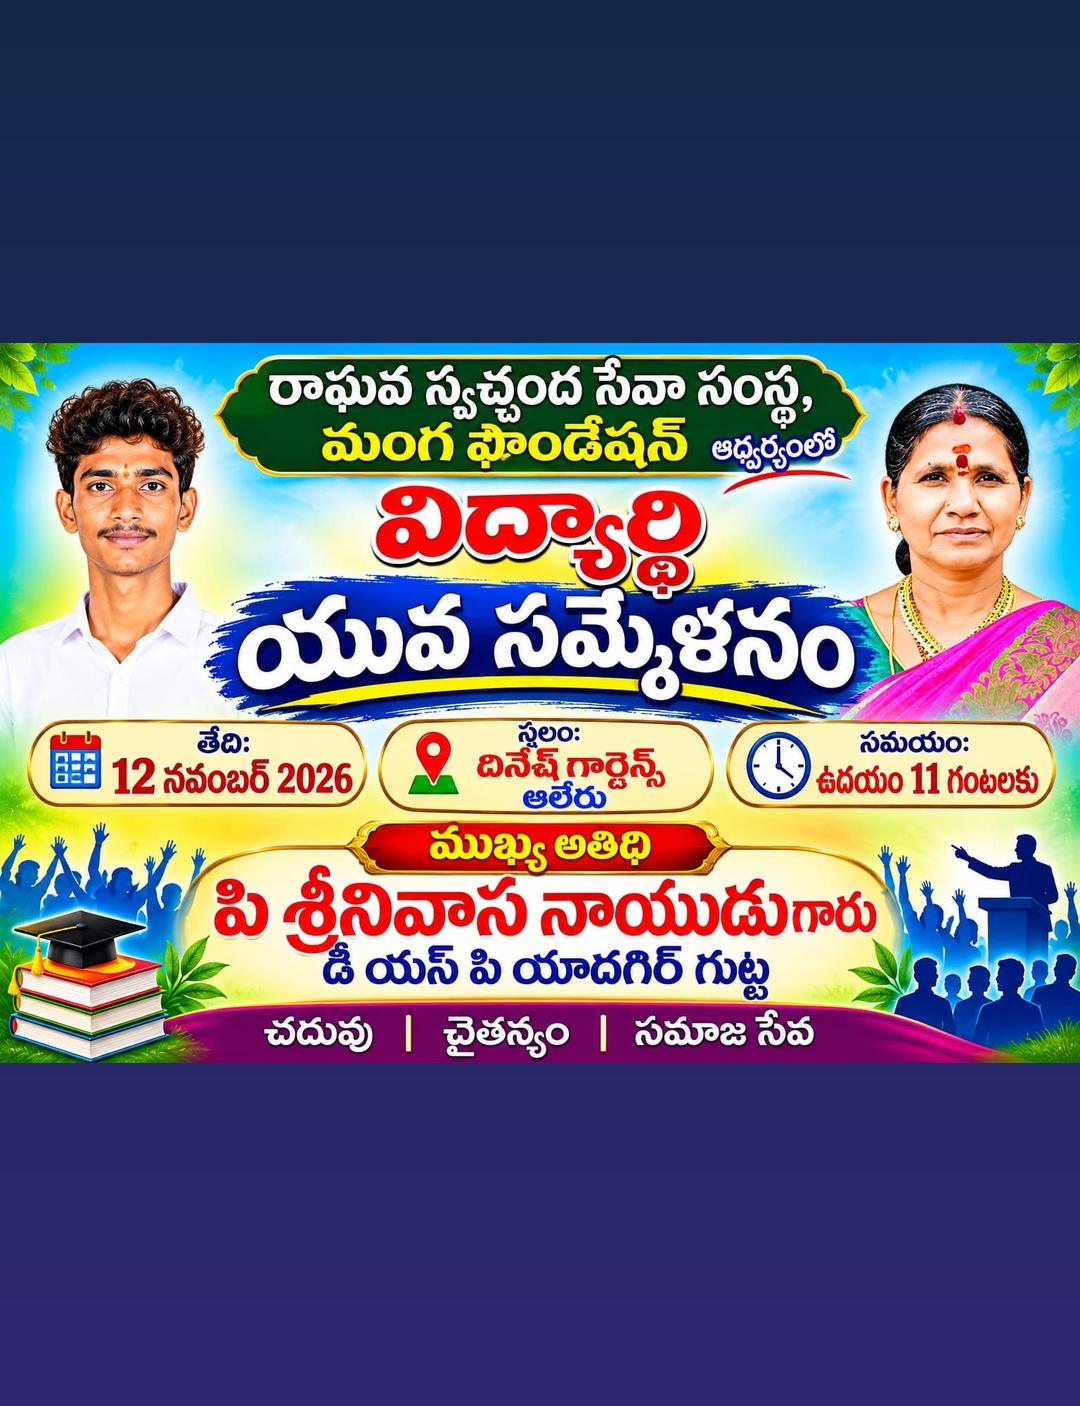 రాఘవ స్వచ్ఛంద సేవా సంస్థ,
మంగ ఫౌండేషన్ ఆధ్వర్యంలో
విద్యార్థి
యువ సమ్మేళనం
తేది:
12 నవంబర్ 2026
స్థలం:
దినేష్ గార్డెన్స్
ఆలేరు
సమయం:
ఉదయం 11 గంటలకు
ముఖ్య అతిథి
పి శ్రీనివాస నాయుడు గారు
డీ యస్ పి యాదగిర్ గుట్ట
చదువు | చైతన్యం | సమాజ సేవ